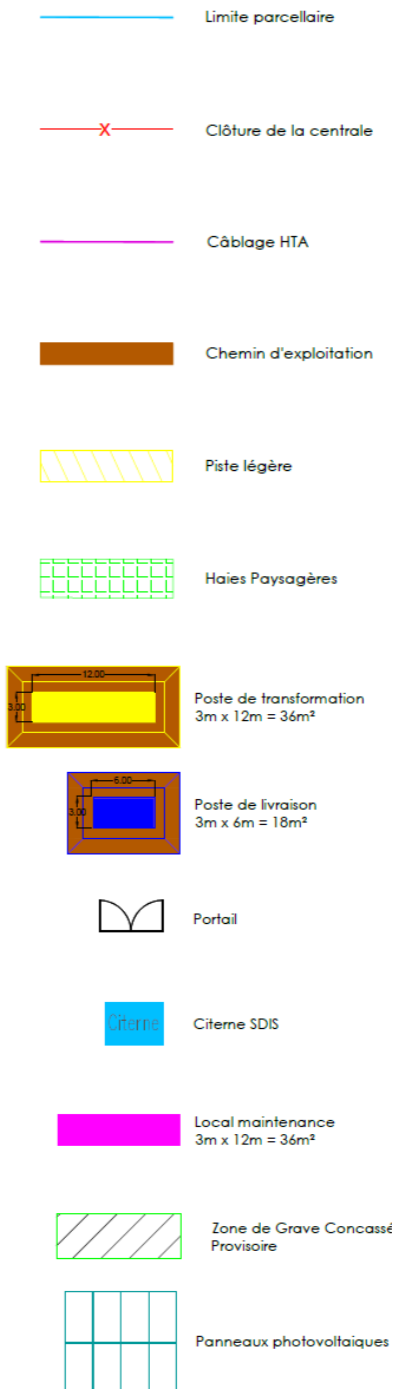 Limite parcellaire
Clôture de la centrale
X
Câblage HTA
Chemin d'exploitation
Piste légère
Haies Paysagères
12.00
3.00
Poste de transformation
3m x 12m = 36m²
6.00
3.00
Poste de livraison
3m x 6m = 18m²
Portail
Citerne
Citerne SDIS
Local maintenance
3m x 12m = 36m²
Zone de Grave Concassé
Provisoire
Panneaux photovoltaiques